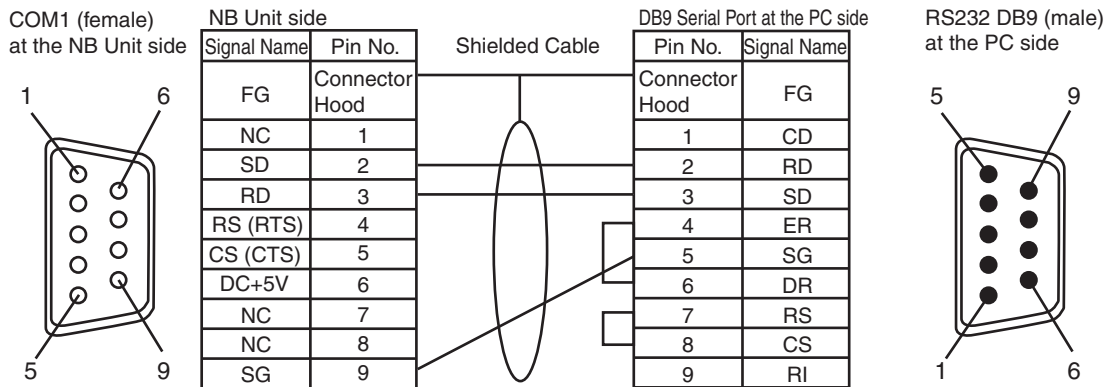 COM1 (female)
at the NB Unit side
1
6
5
9
NB Unit side
Signal Name Pin No.
FG Connector Hood
NC 1
SD 2
RD 3
RS (RTS) 4
CS (CTS) 5
DC+5V 6
NC 7
NC 8
SG 9
Shielded Cable
DB9 Serial Port at the PC side
Pin No. Signal Name
Connector Hood FG
1 CD
2 RD
3 SD
4 ER
5 SG
6 DR
7 RS
8 CS
9 RI
RS232 DB9 (male)
at the PC side
5
9
1
6